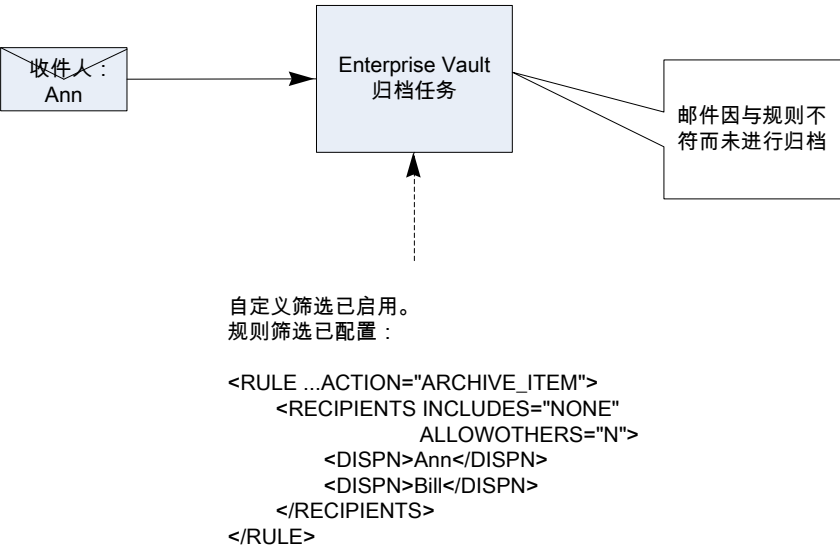 收件人：
Ann
Enterprise Vault
归档任务
邮件因与规则不
符而未进行归档
自定义筛选已启用。
规则筛选已配置：
<RULE ...ACTION="ARCHIVE_ITEM">
<RECIPIENTS INCLUDES="NONE"
ALLOWOTHERS="N">
<DISPN>Ann</DISPN>
<DISPN>Bill</DISPN>
</RECIPIENTS>
</RULE>